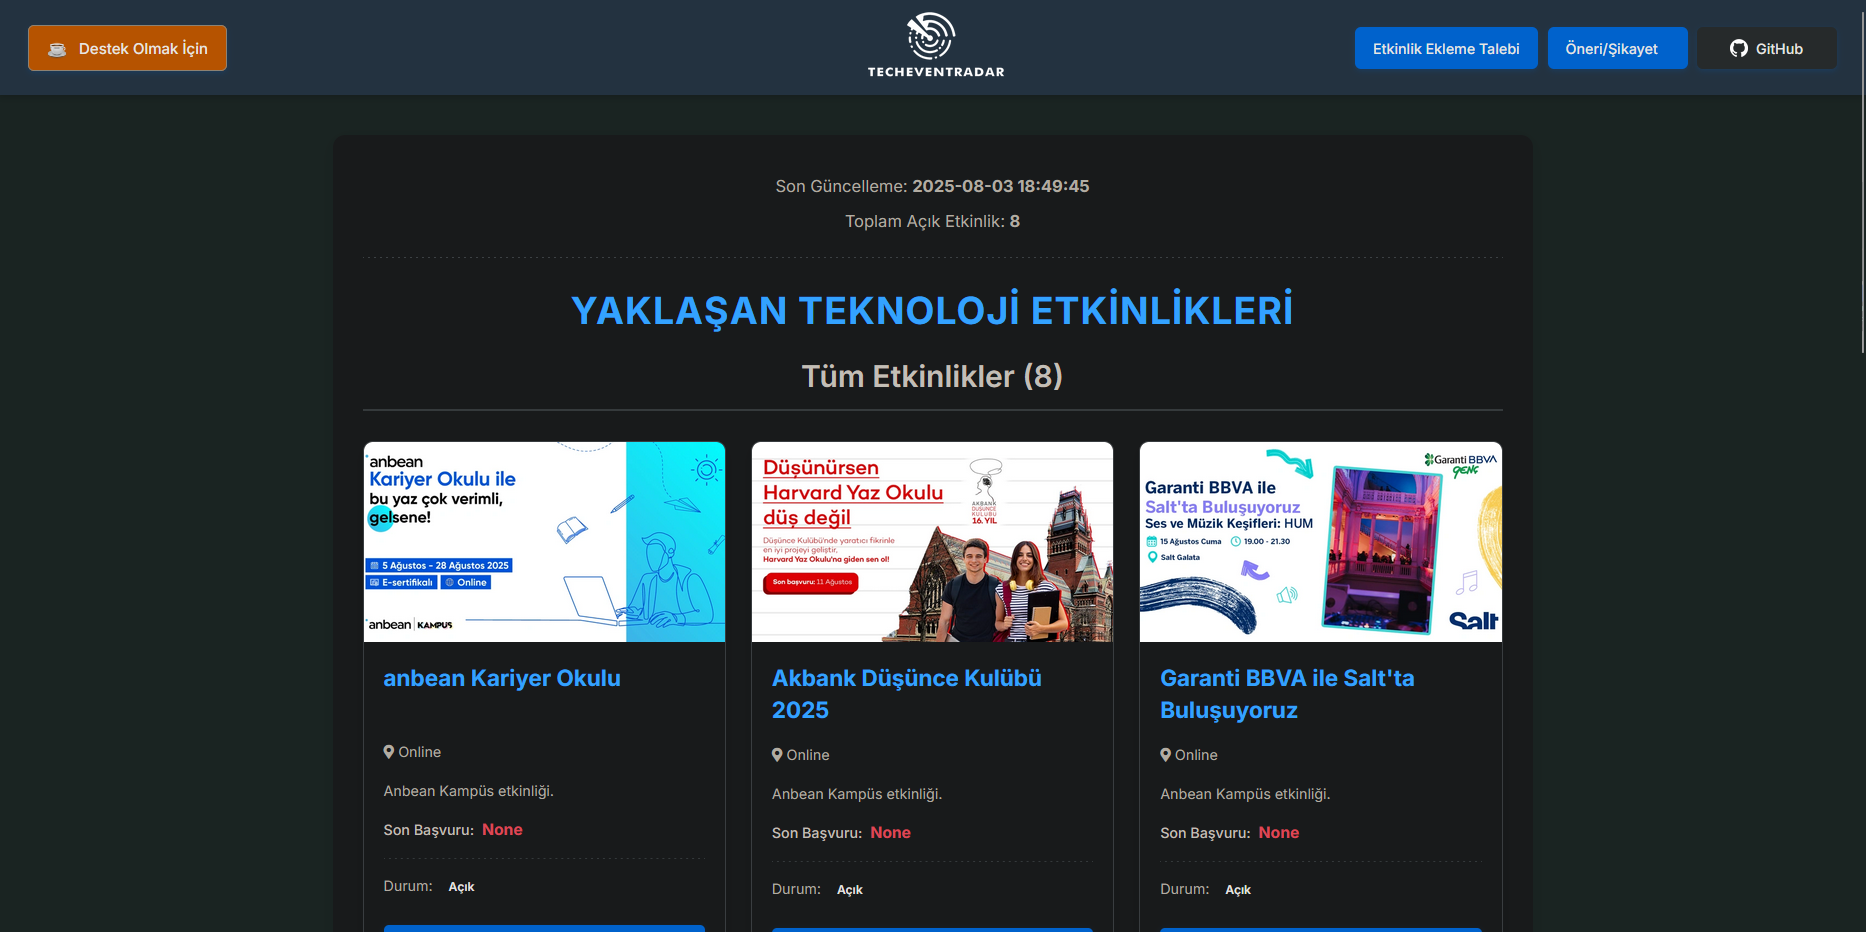 Destek Olmak İçin
TECHEVENTRADAR
Etkinlik Ekleme Talebi
Öneri/Şikayet
GitHub
Son Güncelleme: 2025-08-03 18:49:45
Toplam Açık Etkinlik: 8
YAKLAŞAN TEKNOLOJİ ETKİNLİKLERİ
Tüm Etkinlikler (8)
anbean
Kariyer Okulu ile
bu yaz çok verimli,
gelsene!
5 Ağustos - 28 Ağustos 2025
E-sertifikalı
Online
anbean | KAMPÜS
anbean Kariyer Okulu
Online
Anbean Kampüs etkinliği.
Son Başvuru: None
Durum: Açık
Düşünürsen
Harvard Yaz Okulu
düş değil
AKBANK
DÜŞÜNCE
KULÜBÜ
16. YIL
Düşünce Kulübü'nde yaratıcı fikrinle
en iyi projeyi geliştir,
Harvard Yaz Okulu'na giden sen ol!
Son başvuru: 11 Ağustos
Akbank Düşünce Kulübü
2025
Online
Anbean Kampüs etkinliği.
Son Başvuru: None
Durum: Açık
Garanti BBVA
genç
Garanti BBVA ile
Salt'ta Buluşuyoruz
Ses ve Müzik Keşifleri: HUM
15 Ağustos Cuma
19.00 - 21.30
Salt Galata
Salt
Garanti BBVA ile Salt'ta
Buluşuyoruz
Online
Anbean Kampüs etkinliği.
Son Başvuru: None
Durum: Açık